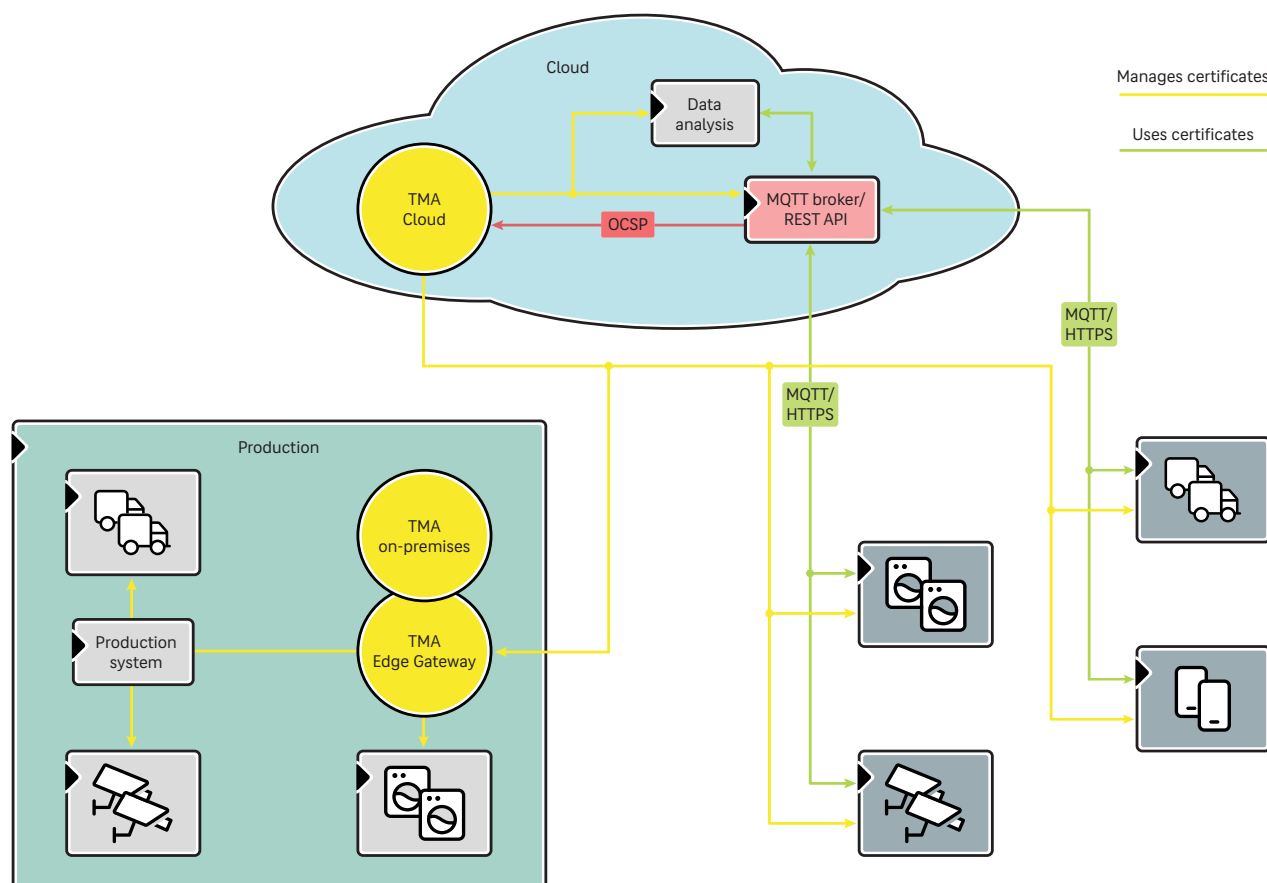 Cloud
Manages certificates
Data
analysis
Uses certificates
TMA
Cloud
MQTT broker/
REST API
OCSP
MQTT/
HTTPS
MQTT/
HTTPS
Production
TMA
on-premises
Production
system
TMA
Edge Gateway